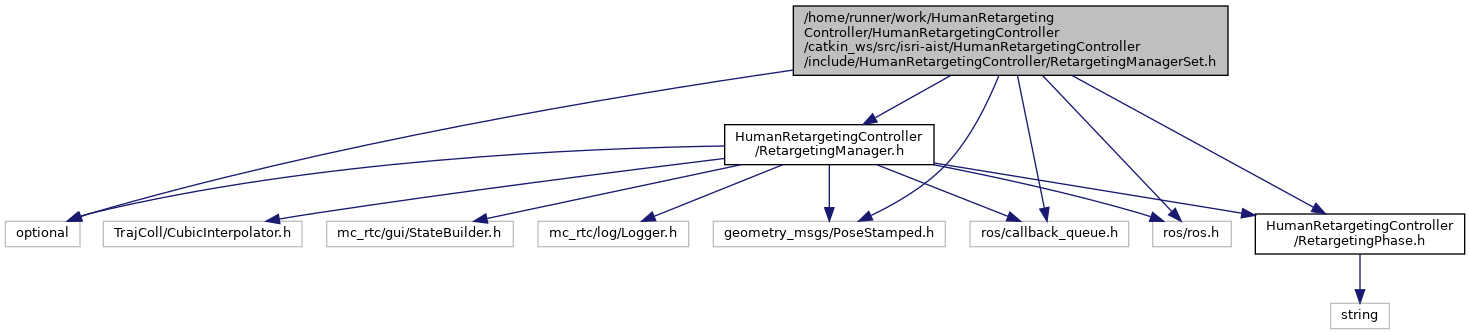 /home/runner/work/HumanRetargeting
Controller/HumanRetargetingController
/catkin_ws/src/isri-aist/HumanRetargetingController
/include/HumanRetargetingController/RetargetingManagerSet.h
HumanRetargetingController
/RetargetingManager.h
optional
TrajColl/CubicInterpolator.h
mc_rtc/gui/StateBuilder.h
mc_rtc/log/Logger.h
geometry_msgs/PoseStamped.h
ros/callback_queue.h
ros/ros.h
HumanRetargetingController
/RetargetingPhase.h
string